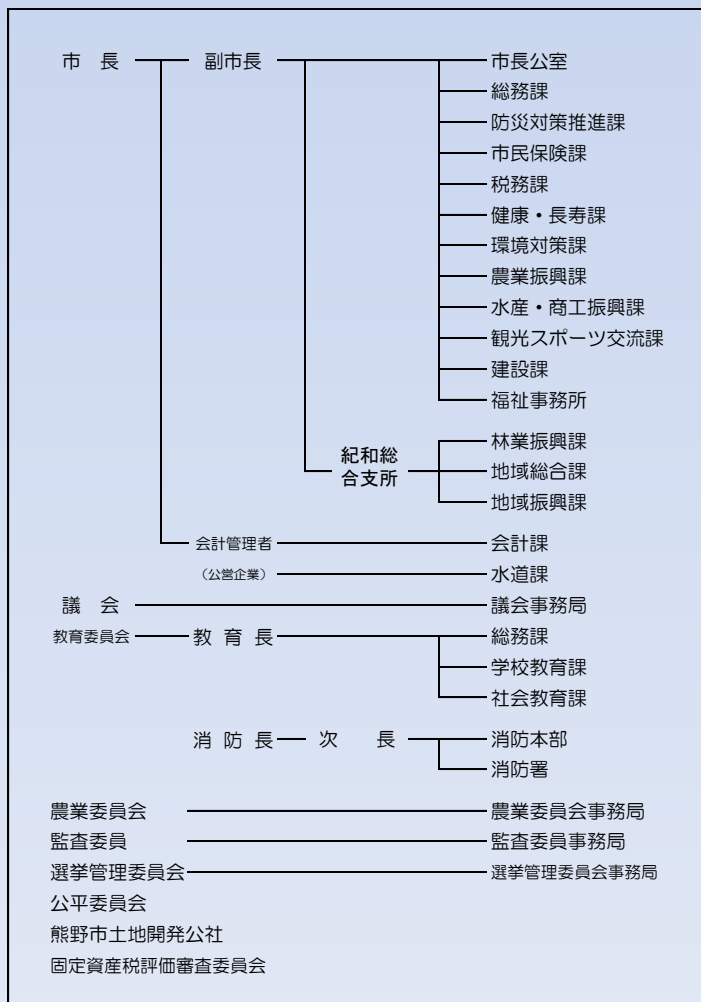 市　長 副市長 市長公室
総務課
防災対策推進課
市民保険課
税務課
健康・長寿課
環境対策課
農業振興課
水産・商工振興課
観光スポーツ交流課
建設課
福祉事務所
林業振興課
紀和総
合支所
地域総合課
地域振興課
会計管理者 会計課
（公営企業） 水道課
議　会 議会事務局
教育委員会 教育長 総務課
学校教育課
社会教育課
消防長 次　長 消防本部
消防署
農業委員会 農業委員会事務局
監査委員 監査委員事務局
選挙管理委員会 選挙管理委員会事務局
公平委員会
熊野市土地開発公社
固定資産税評価審査委員会